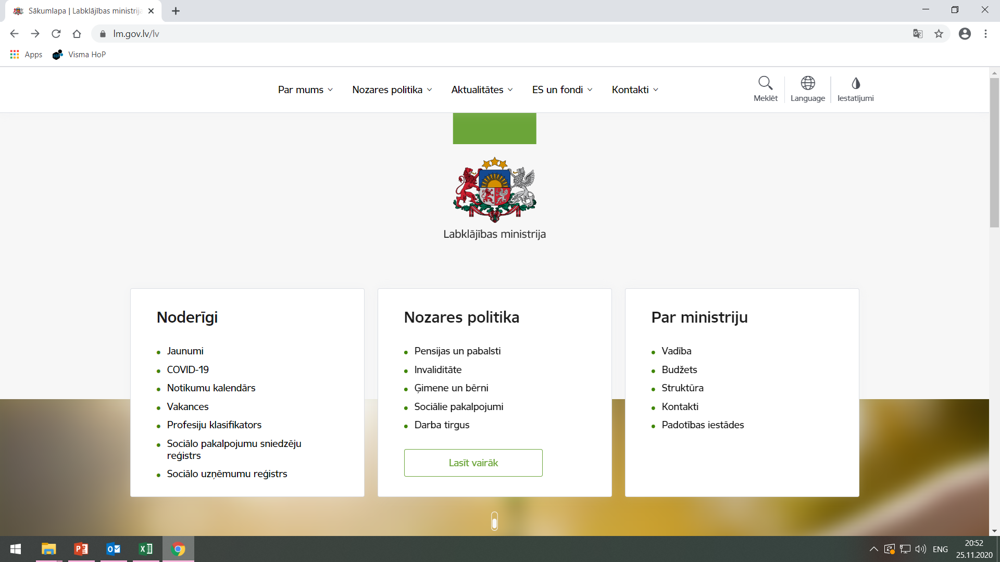 Sākumlapa | Labklājības ministrija
lm.gov.lv/lv
Apps
Visma HoP
Par mums
Nozares politika
Aktualitātes
ES un fondi
Kontakti
Meklēt
Language
Iestatījumi
Labklājības ministrija
Noderīgi
Jaunumi
COVID-19
Notikumu kalendārs
Vakances
Profesiju klasifikators
Sociālo pakalpojumu sniedzēju
reģistrs
Sociālo uzņēmumu reģistrs
Nozares politika
Pensijas un pabalsti
Invaliditāte
Ģimene un bērni
Sociālie pakalpojumi
Darba tirgus
Lasīt vairāk
Par ministriju
Vadība
Budžets
Struktūra
Kontakti
Padotības iestādes
ENG
20:52
25.11.2020